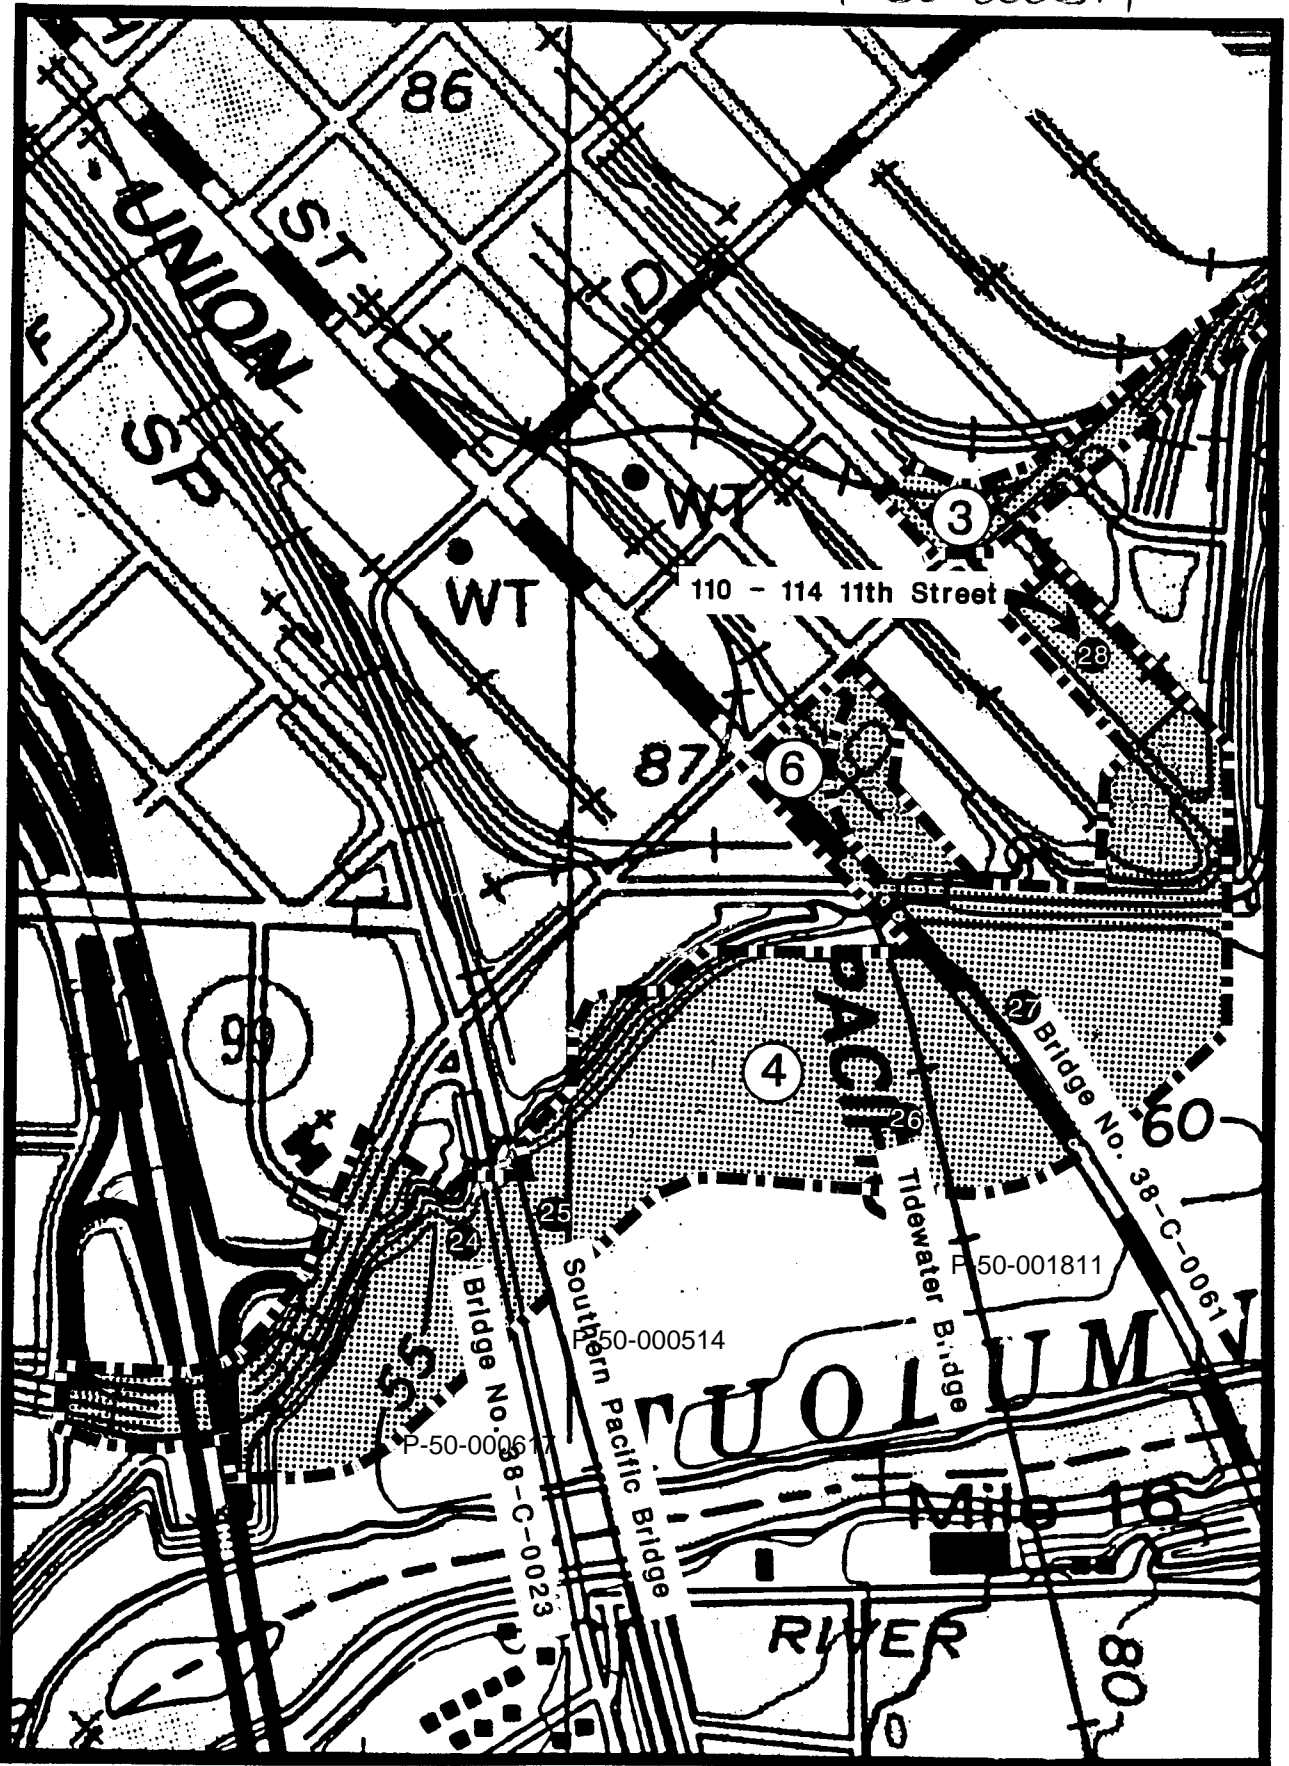 86
UNION
ST
D
F
SP
WT
WT
3
110 - 114 11th Street
28
87
6
99
PACIF
4
27
Bridge No. 38-C-0061
60
26
Tidewater Bridge
25
24
P-50-001811
Southern Pacific Bridge
P-50-000514
Bridge No. 38-C-0023
55
P-50-000617
TUOLUM
Mile 16
RIVER
80